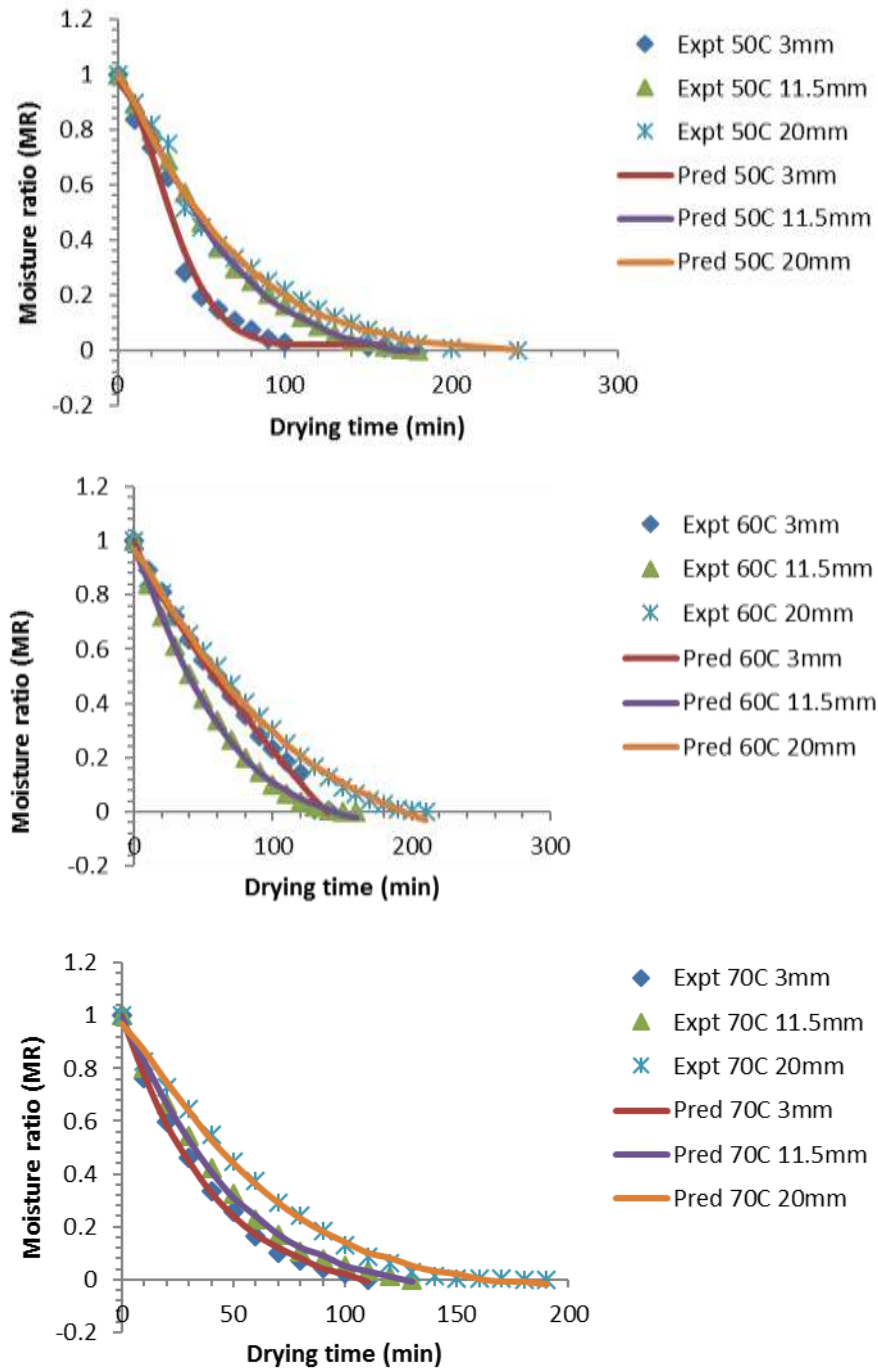 1.2
1
0.8
0.6
0.4
0.2
0
-0.2
0
100
200
300
Moisture ratio (MR)
Drying time (min)
Expt 50C 3mm
Expt 50C 11.5mm
Expt 50C 20mm
Pred 50C 3mm
Pred 50C 11.5mm
Pred 50C 20mm
1.2
1
0.8
0.6
0.4
0.2
0
-0.2
0
100
200
300
Moisture ratio (MR)
Drying time (min)
Expt 60C 3mm
Expt 60C 11.5mm
Expt 60C 20mm
Pred 60C 3mm
Pred 60C 11.5mm
Pred 60C 20mm
1.2
1
0.8
0.6
0.4
0.2
0
-0.2
0
50
100
150
200
Moisture ratio (MR)
Drying time (min)
Expt 70C 3mm
Expt 70C 11.5mm
Expt 70C 20mm
Pred 70C 3mm
Pred 70C 11.5mm
Pred 70C 20mm